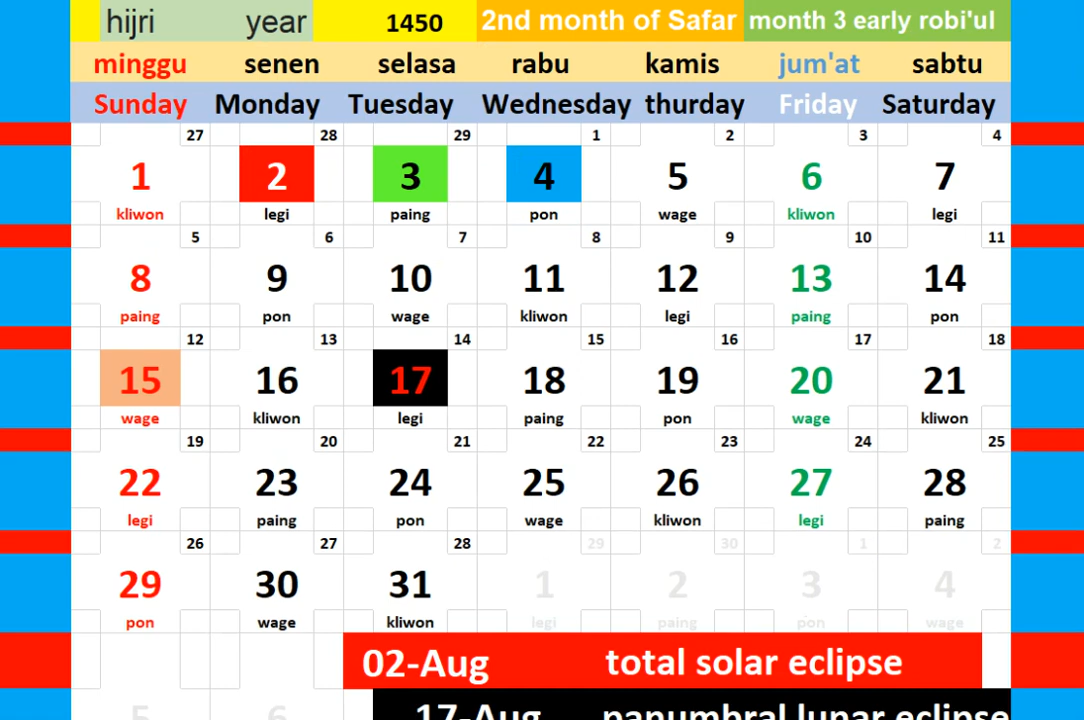 hijri year 1450 2nd month of Safar month 3 early robi'ul
minggu senen selasa rabu kamis jum'at sabtu
Sunday Monday Tuesday Wednesday thurday Friday Saturday
27 28 29 1 2 3 4
1 2 3 4 5 6 7
kliwon legi paing pon wage kliwon legi
5 6 7 8 9 10 11
8 9 10 11 12 13 14
paing pon wage kliwon legi paing pon
12 13 14 15 16 17 18
15 16 17 18 19 20 21
wage kliwon legi paing pon wage kliwon
19 20 21 22 23 24 25
22 23 24 25 26 27 28
legi paing pon wage kliwon legi paing
26 27 28 29 30 1 2
29 30 31 1 2 3 4
pon wage kliwon legi paing pon wage
02-Aug total solar eclipse
5 6 17-Aug panumbral lunar eclipse